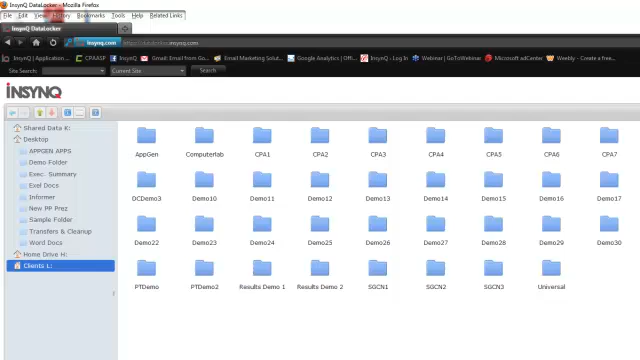 InsynQ DataLocker - Mozilla Firefox
File Edit View History Bookmarks Tools Help Related Links
InsynQ DataLocker
insynq.com
InsynQ | Application ... CPAASP InsynQ Gmail: Email from Go... Email Marketing Solut... Google Analytics | Offi... InsynQ - Log In Webinar | GoToWebinar Microsoft adCenter Weebly - Create a free...
Site Search: Current Site Search
INSYNQ
Shared Data K:
Desktop
APPGEN APPS
Demo Folder
Exec. Summary
Exel Docs
Informer
New PP Prez
Sample Folder
Transfers & Cleanup
Word Docs
Home Drive H:
Clients L:
AppGen Computerlab CPA1 CPA2 CPA3 CPA4 CPA5 CPA6 CPA7
DCDemo3 Demo10 Demo11 Demo12 Demo13 Demo14 Demo15 Demo16 Demo17
Demo22 Demo23 Demo24 Demo25 Demo26 Demo27 Demo28 Demo29 Demo30
PTDemo PTDemo2 Results Demo 1 Results Demo 2 SGCN1 SGCN2 SGCN3 Universal